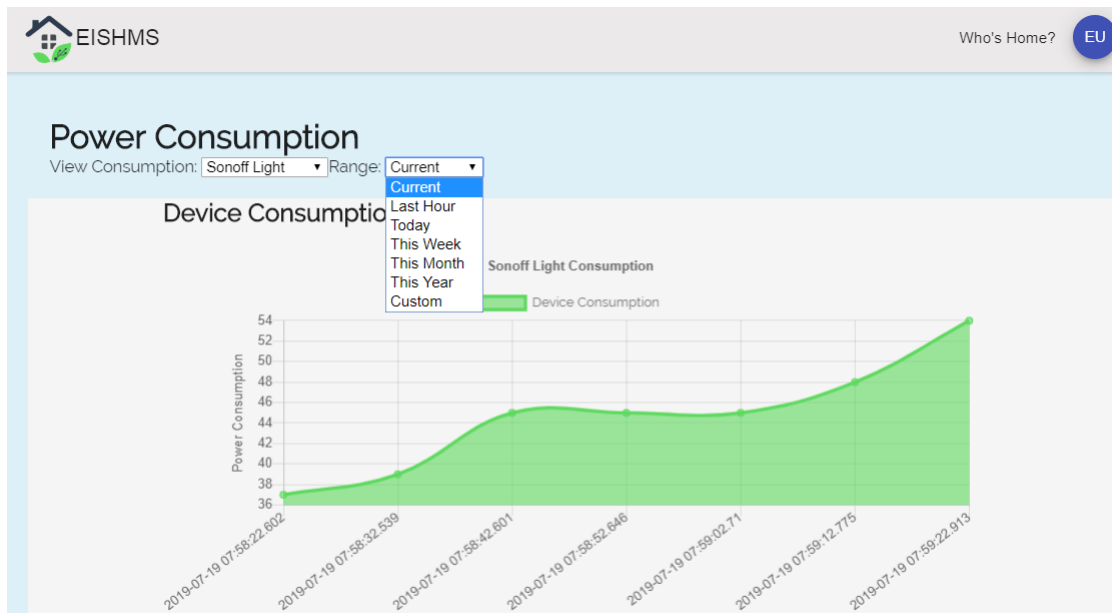 EISHMS
Who's Home?
EU
Power Consumption
View Consumption: Sonoff Light Range: Current
Current
Last Hour
Today
This Week
This Month
This Year
Custom
Device Consumptio
Sonoff Light Consumption
Device Consumption
Power Consumption
54
52
50
48
46
44
42
40
38
36
2019-07-19 07:58:22.602
2019-07-19 07:58:32.539
2019-07-19 07:58:42.601
2019-07-19 07:58:52.646
2019-07-19 07:59:02.71
2019-07-19 07:59:12.775
2019-07-19 07:59:22.913